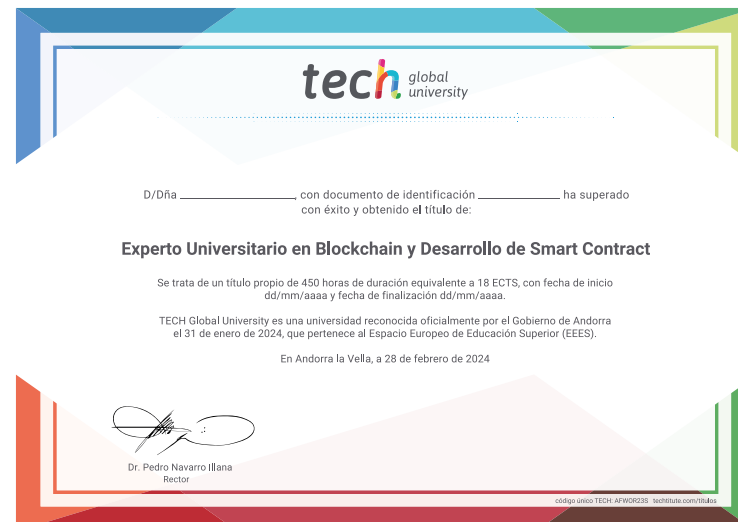 tech global university
D/Dña ____________________, con documento de identificación ______________ ha superado
con éxito y obtenido el título de:
Experto Universitario en Blockchain y Desarrollo de Smart Contract
Se trata de un título propio de 450 horas de duración equivalente a 18 ECTS, con fecha de inicio
dd/mm/aaaa y fecha de finalización dd/mm/aaaa.
TECH Global University es una universidad reconocida oficialmente por el Gobierno de Andorra
el 31 de enero de 2024, que pertenece al Espacio Europeo de Educación Superior (EEES).
En Andorra la Vella, a 28 de febrero de 2024
Dr. Pedro Navarro Illana
Rector
código único TECH: AFWOR23S techtitute.com/titulos